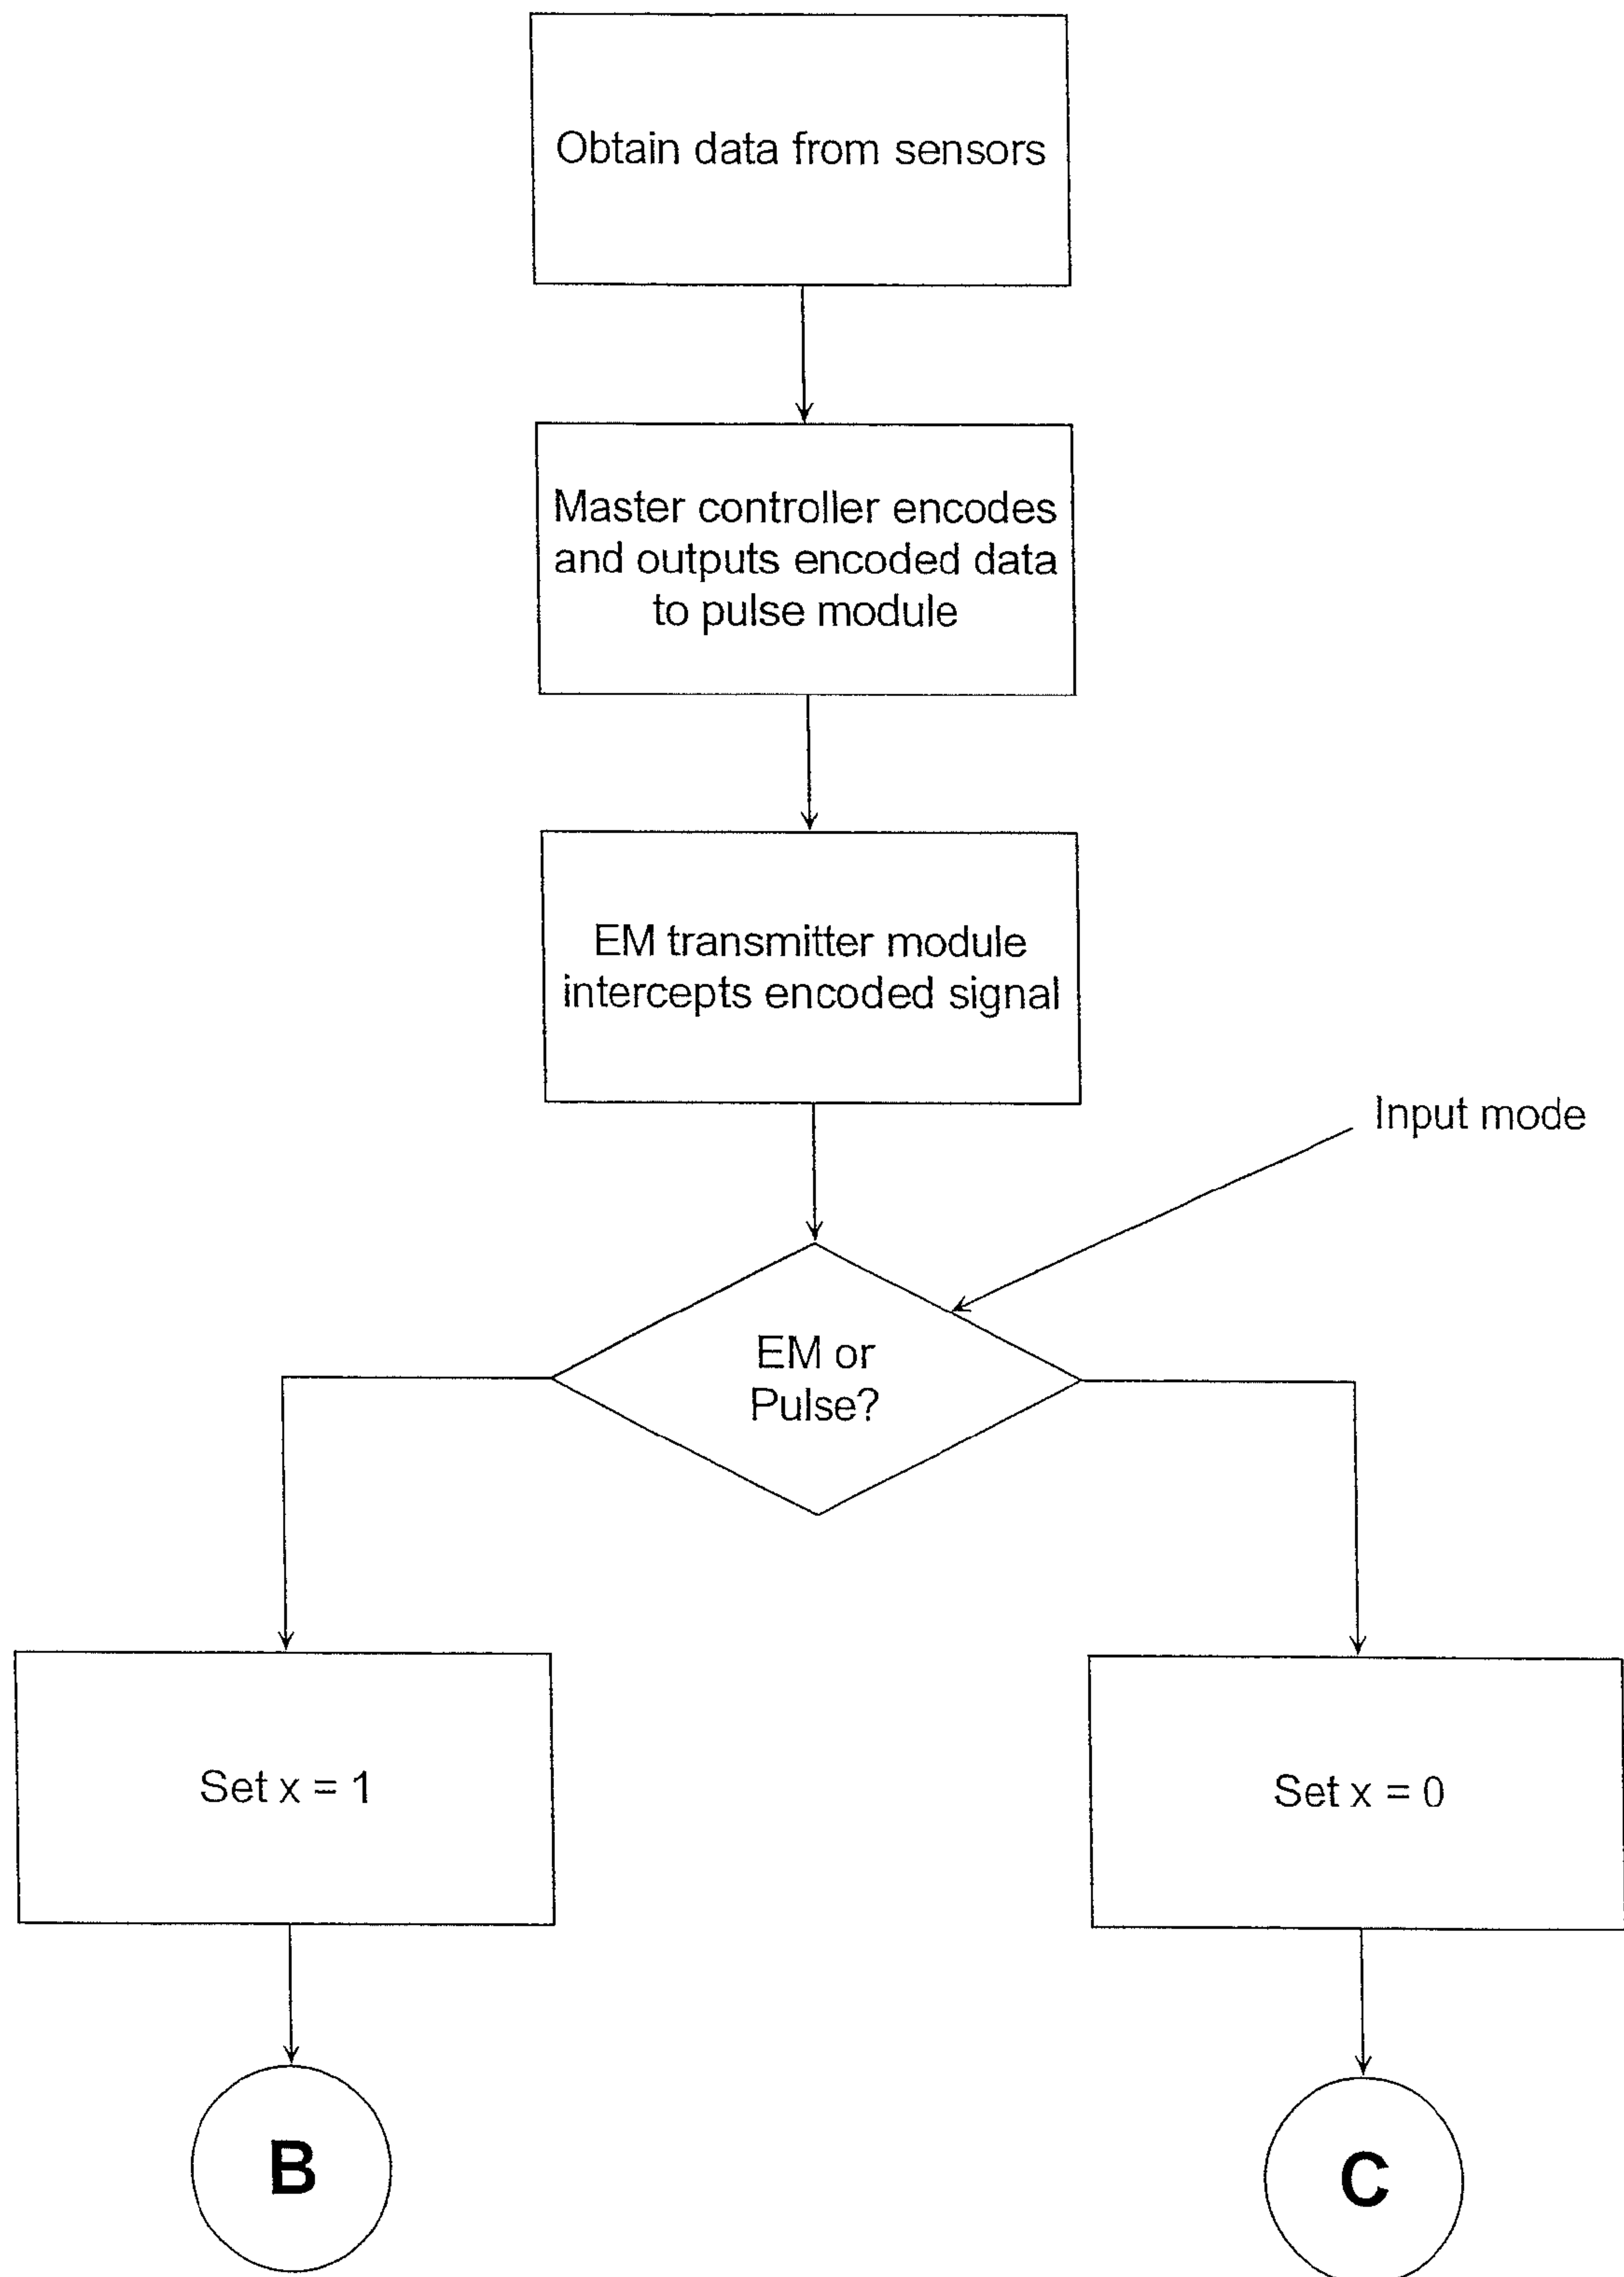 Obtain data from sensors
Master controller encodes
and outputs encoded data
to pulse module
EM transmitter module
intercepts encoded signal
Input mode
EM or
Pulse?
Set x = 1
Set x = 0
B
C